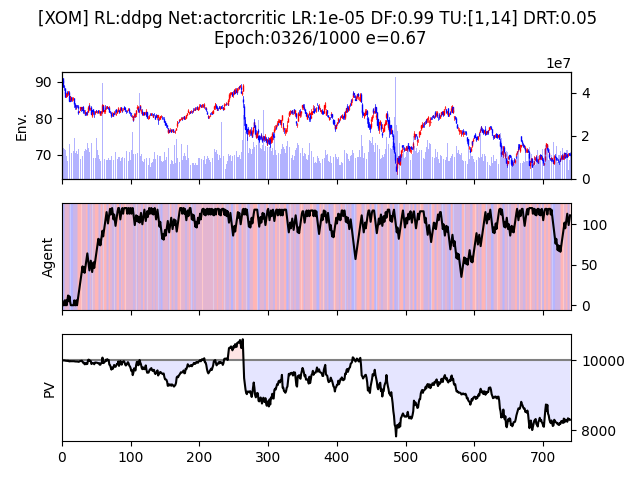 [XOM] RL:ddpg Net:actorcritic LR:1e-05 DF:0.99 TU:[1,14] DRT:0.05
Epoch:0326/1000 e=0.67
1e7
90
80
70
Env.
4
2
0
Agent
100
50
0
PV
10000
8000
0 100 200 300 400 500 600 700